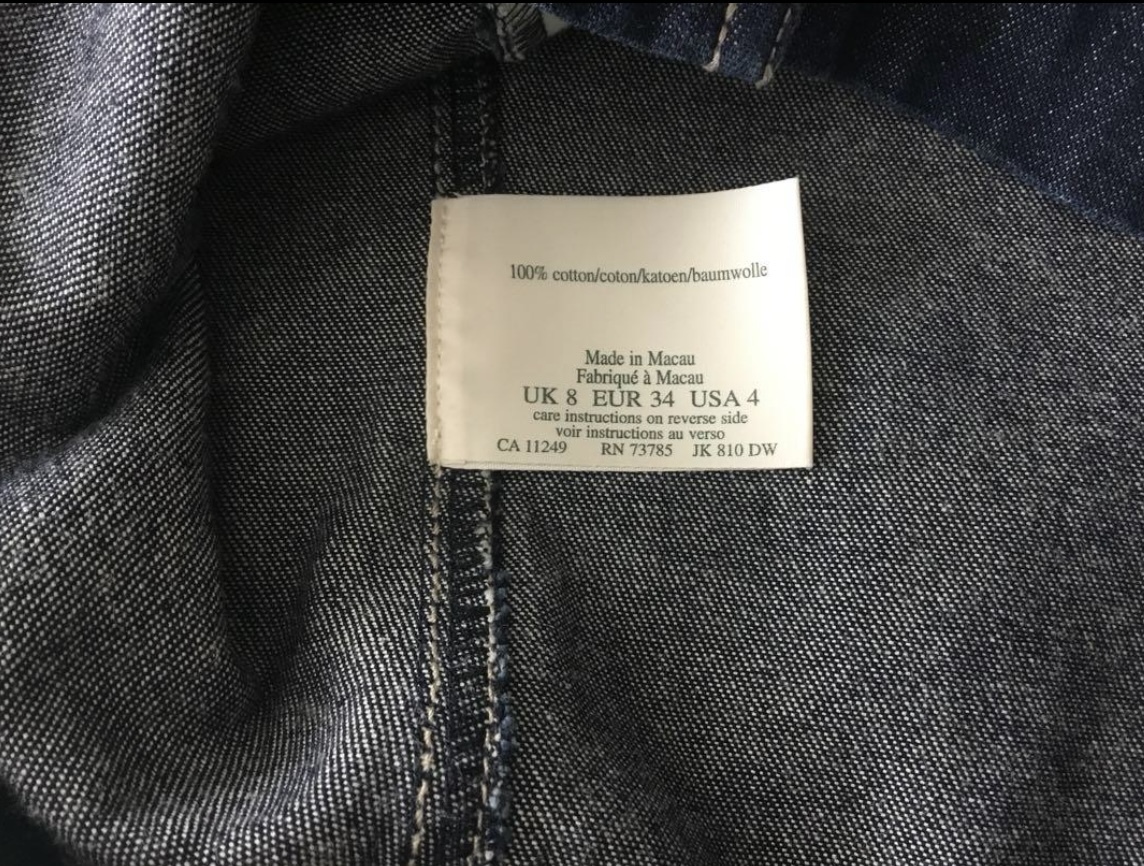 100% cotton/coton/katoen/baumwolle
Made in Macau
Fabriqué à Macau
UK 8 EUR 34 USA 4
care instructions on reverse side
voir instructions au verso
CA 11249 RN 73785 JK 810 DW